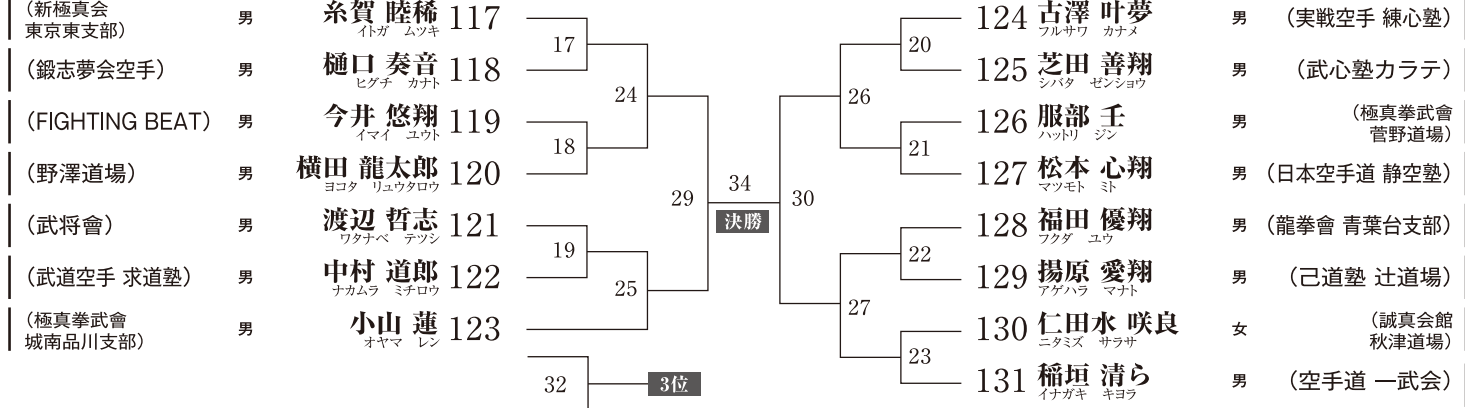 （新極真会
東京東支部）
男
糸賀 睦稀
イトガ ムツキ
117
（鍛志夢会空手）
男
樋口 奏音
ヒグチ カナト
118
（FIGHTING BEAT）
男
今井 悠翔
イマイ ユウト
119
（野澤道場）
男
横田 龍太郎
ヨコタ リュウタロウ
120
（武将會）
男
渡辺 哲志
ワタナベ テツシ
121
（武道空手 求道塾）
男
中村 道郎
ナカムラ ミチロウ
122
（極真拳武會
城南品川支部）
男
小山 蓮
オヤマ レン
123
17
18
19
24
25
29
34
決勝
32
3位
30
26
27
20
21
22
23
124
古澤 叶夢
フルサワ カナメ
男
（実戦空手 練心塾）
125
芝田 善翔
シバタ ゼンショウ
男
（武心塾カラテ）
126
服部 壬
ハットリ ジン
男
（極真拳武會
菅野道場）
127
松本 心翔
マツモト ミト
男
（日本空手道 静空塾）
128
福田 優翔
フクダ ユウ
男
（龍拳會 青葉台支部）
129
揚原 愛翔
アゲハラ マナト
男
（己道塾 辻道場）
130
仁田水 咲良
ニタミズ サラサ
女
（誠真会館
秋津道場）
131
稲垣 清ら
イナガキ キヨラ
男
（空手道 一武会）